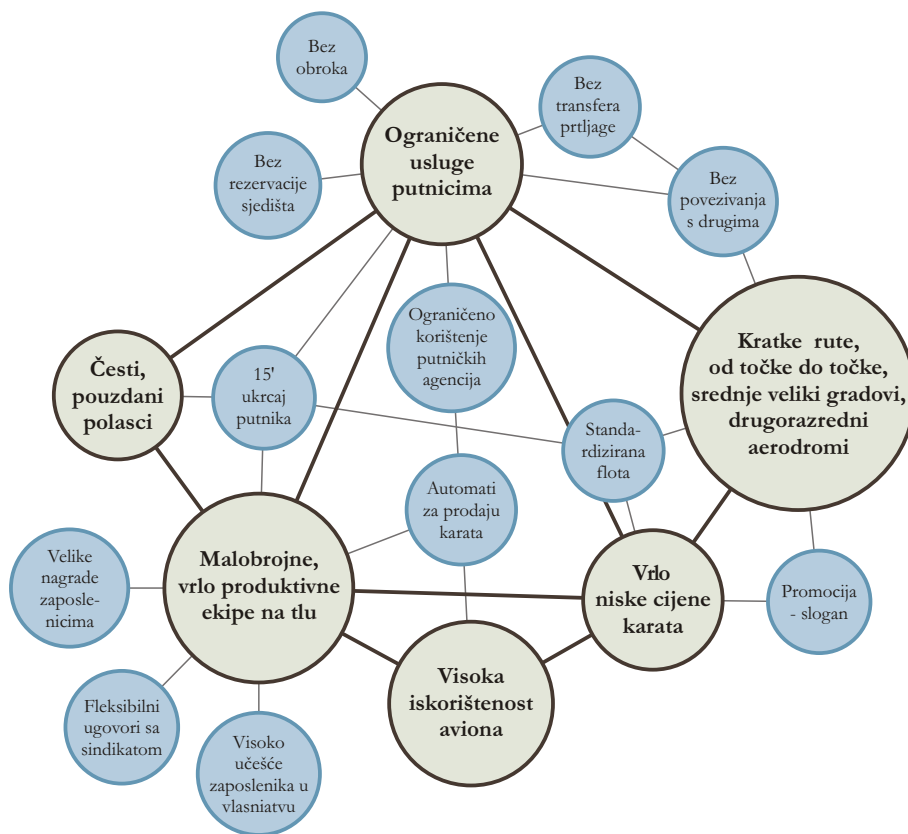 Bez
obroka
Bez
transfera
prtljage
Ograničene
usluge
putnicima
Bez
rezervacije
sjedišta
Bez
povezivanja
s drugima
Ograničeno
korištenje
putničkih
agencija
Kratke rute,
od točke do točke,
srednje veliki gradovi,
drugorazredni
aerodromi
Česti,
pouzdani
polasci
15'
ukrcaj
putnika
Standa-
rdizirana
flota
Automati
za prodaju
karata
Velike
nagrade
zaposle-
nicima
Malobrojne,
vrlo produktivne
ekipe na tlu
Vrlo
niske cijene
karata
Promocija
- slogan
Visoka
iskorištenost
aviona
Fleksibilni
ugovori sa
sindikatom
Visoko
učešće
zaposlenika u
vlasniatvu